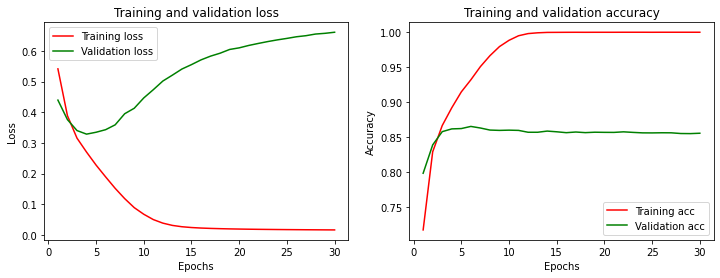 Training and validation loss
Training loss
Validation loss
Loss
0.6
0.5
0.4
0.3
0.2
0.1
0.0
0 5 10 15 20 25 30
Epochs
Training and validation accuracy
Accuracy
1.00
0.95
0.90
0.85
0.80
0.75
Training acc
Validation acc
0 5 10 15 20 25 30
Epochs